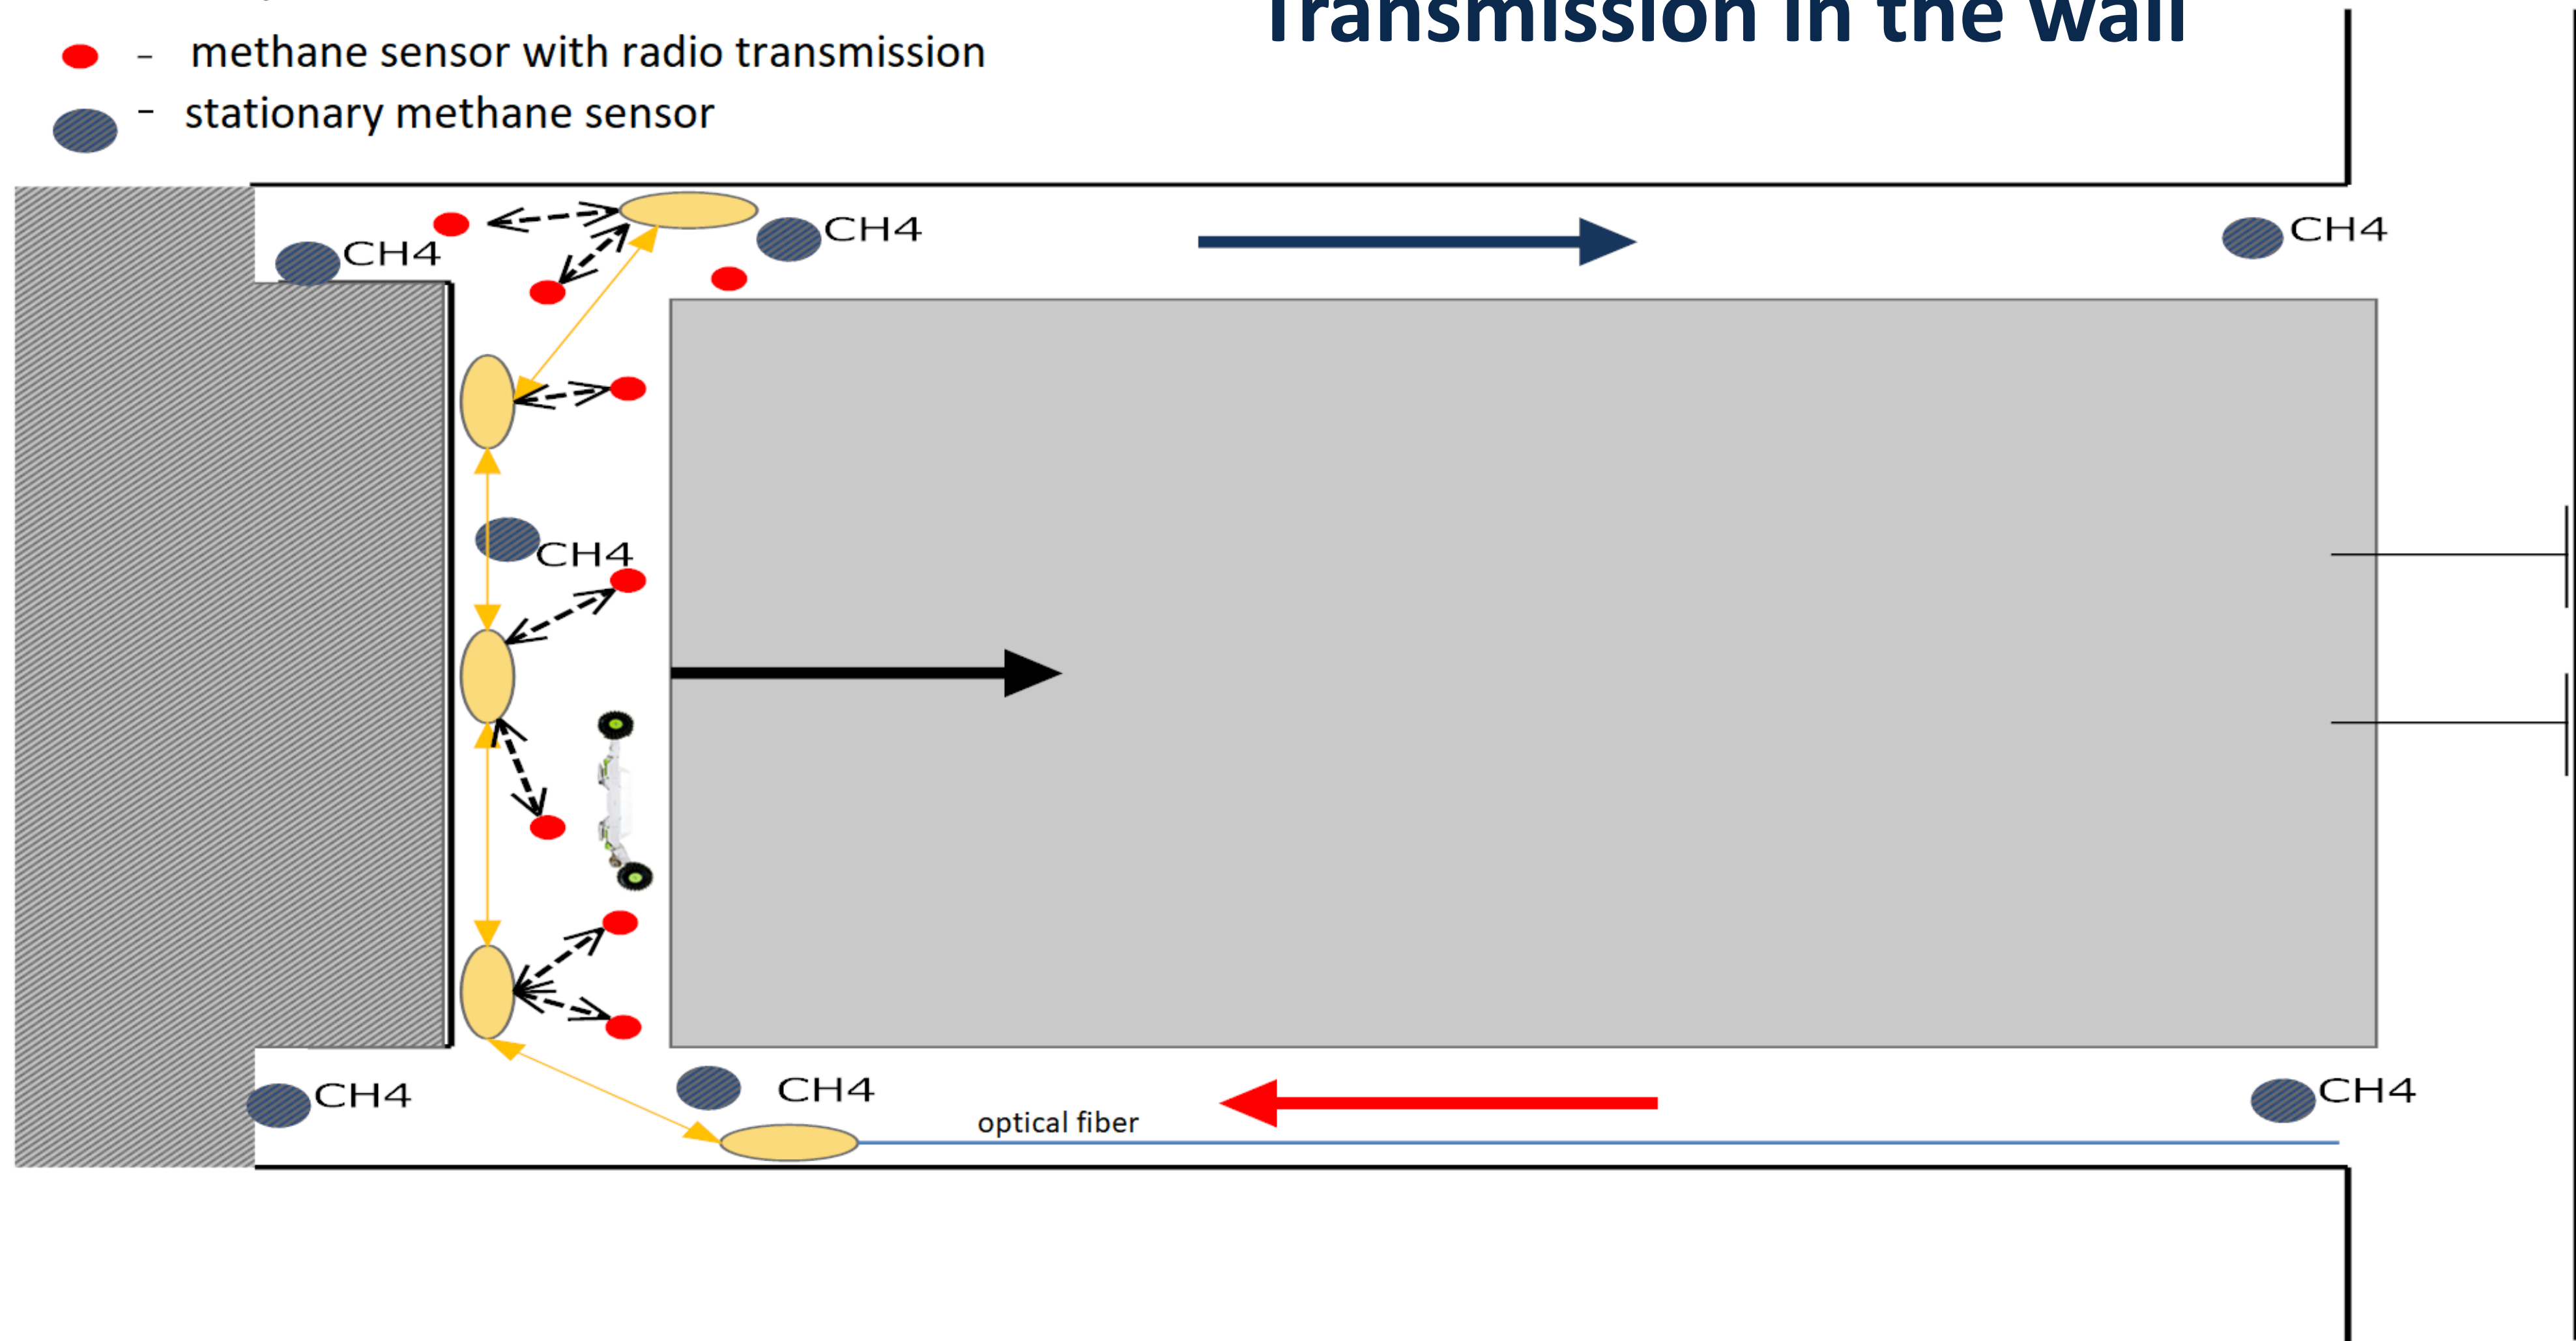 Transmission in the wall
- methane sensor with radio transmission
- stationary methane sensor
CH4
CH4
CH4
CH4
CH4
CH4
CH4
CH4
optical fiber